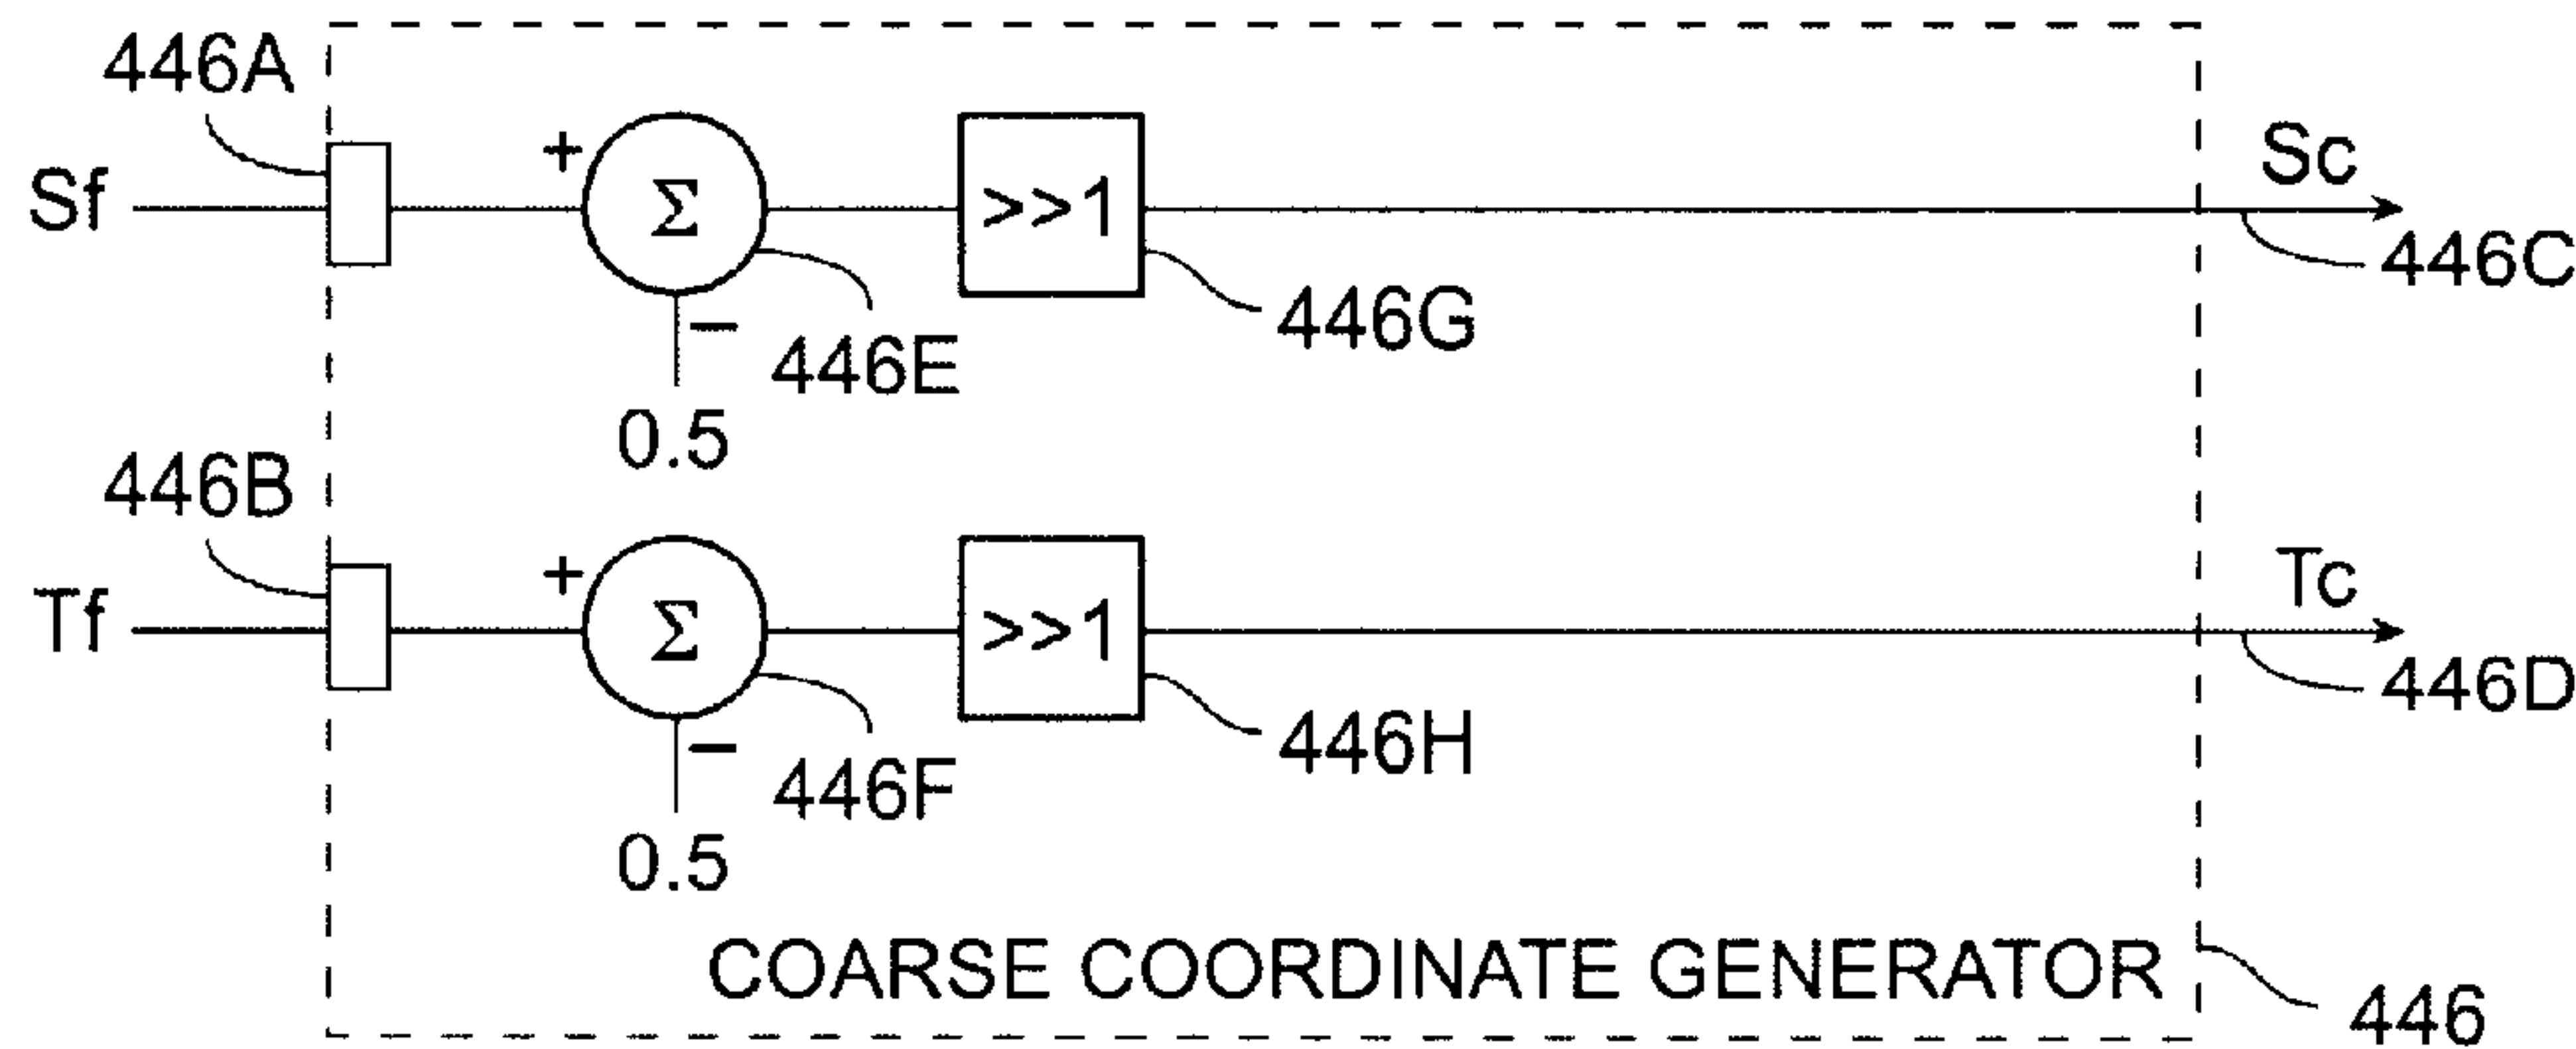 446A
Sf
+
Σ
>>1
Sc
446C
446G
−
446E
0.5
446B
Tf
+
Σ
>>1
Tc
446D
446H
−
446F
0.5
COARSE COORDINATE GENERATOR
446